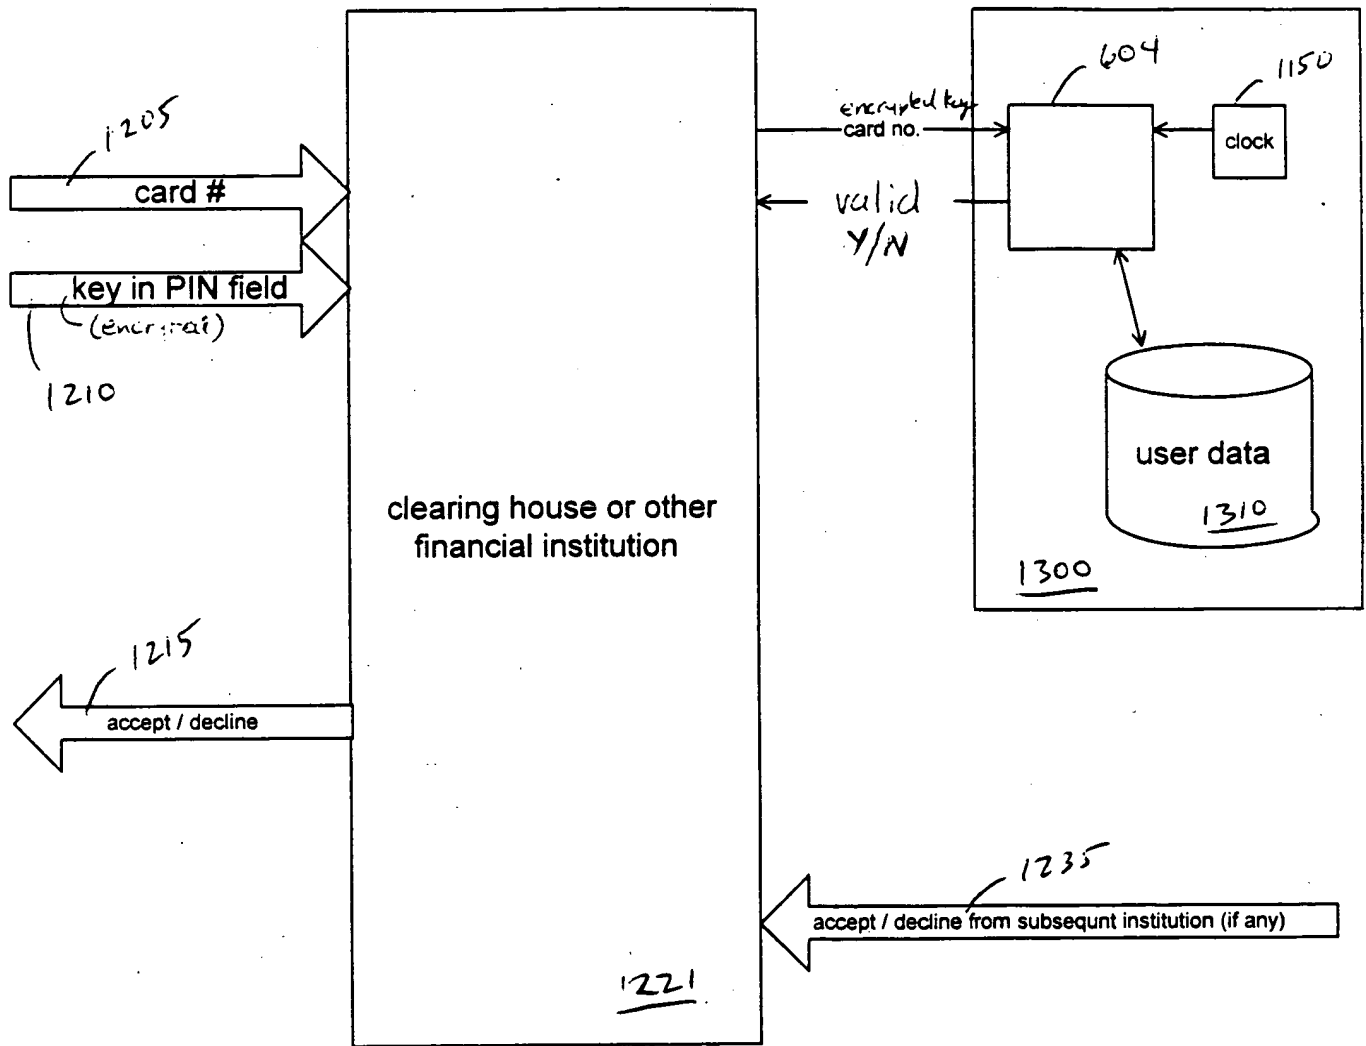 604
1150
1205
encrypted key
card no.
clock
card #
valid
Y/N
key in PIN field
1210
user data
1310
clearing house or other
financial institution
1300
1215
accept / decline
1235
accept / decline from subsequnt institution (if any)
1221